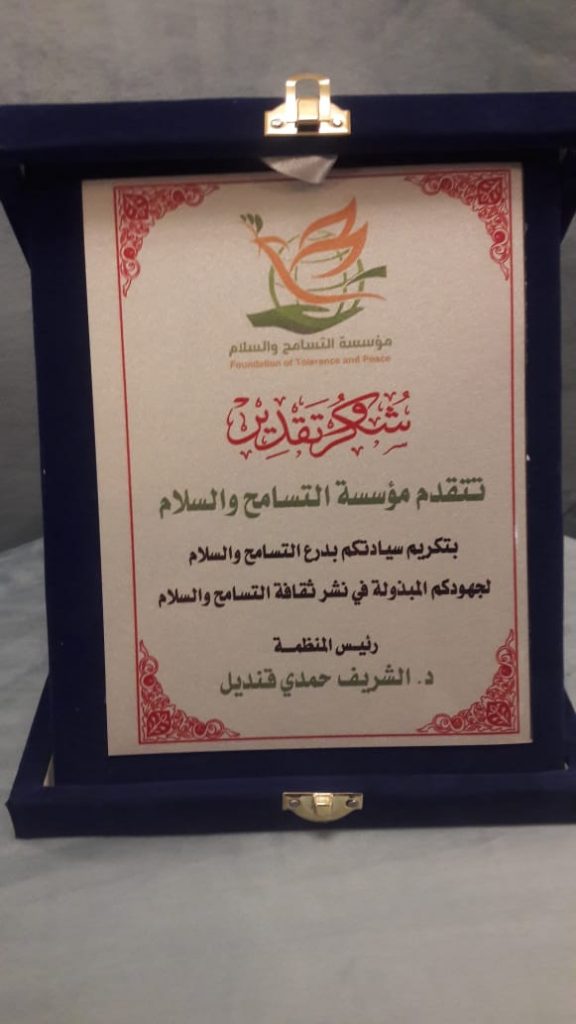 مؤسسة التسامح والسلام
Foundation of Tolerance and Peace
شكر وتقدير
تتقدم مؤسسة التسامح والسلام
بتكريم سيادتكم بدرع التسامح والسلام
لجهودكم المبذولة في نشر ثقافة التسامح والسلام
رئيس المنظمة
د. الشريف حمدي قنديل